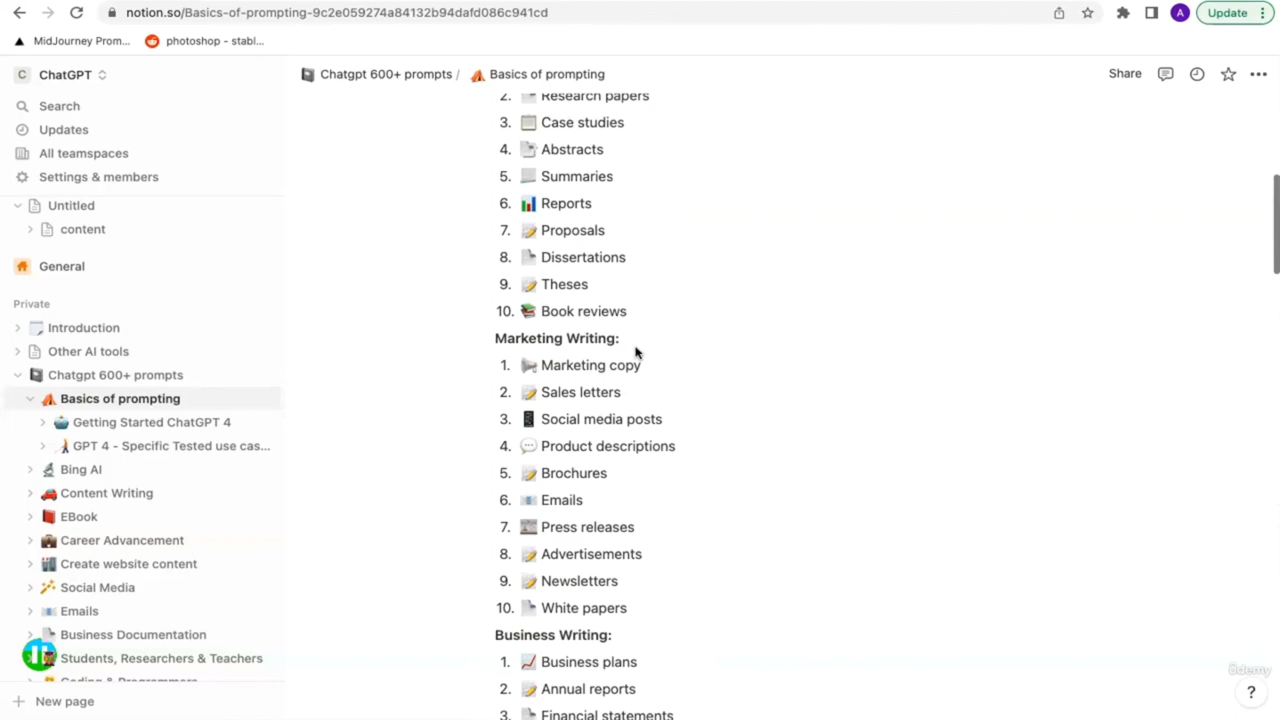 notion.so/Basics-of-prompting-9c2e059274a84132b94dafd086c941cd
A
Update
MidJourney Prom...
photoshop - stabl...
C ChatGPT
Chatgpt 600+ prompts / Basics of prompting
Share
Search
Updates
All teamspaces
Settings & members
Untitled
content
General
Private
Introduction
Other AI tools
Chatgpt 600+ prompts
Basics of prompting
Getting Started ChatGPT 4
GPT 4 - Specific Tested use cas...
Bing AI
Content Writing
EBook
Career Advancement
Create website content
Social Media
Emails
Business Documentation
Students, Researchers & Teachers
Coding & Programmers
New page
2. Research papers
3. Case studies
4. Abstracts
5. Summaries
6. Reports
7. Proposals
8. Dissertations
9. Theses
10. Book reviews
Marketing Writing:
1. Marketing copy
2. Sales letters
3. Social media posts
4. Product descriptions
5. Brochures
6. Emails
7. Press releases
8. Advertisements
9. Newsletters
10. White papers
Business Writing:
1. Business plans
2. Annual reports
3. Financial statements
Udemy
?